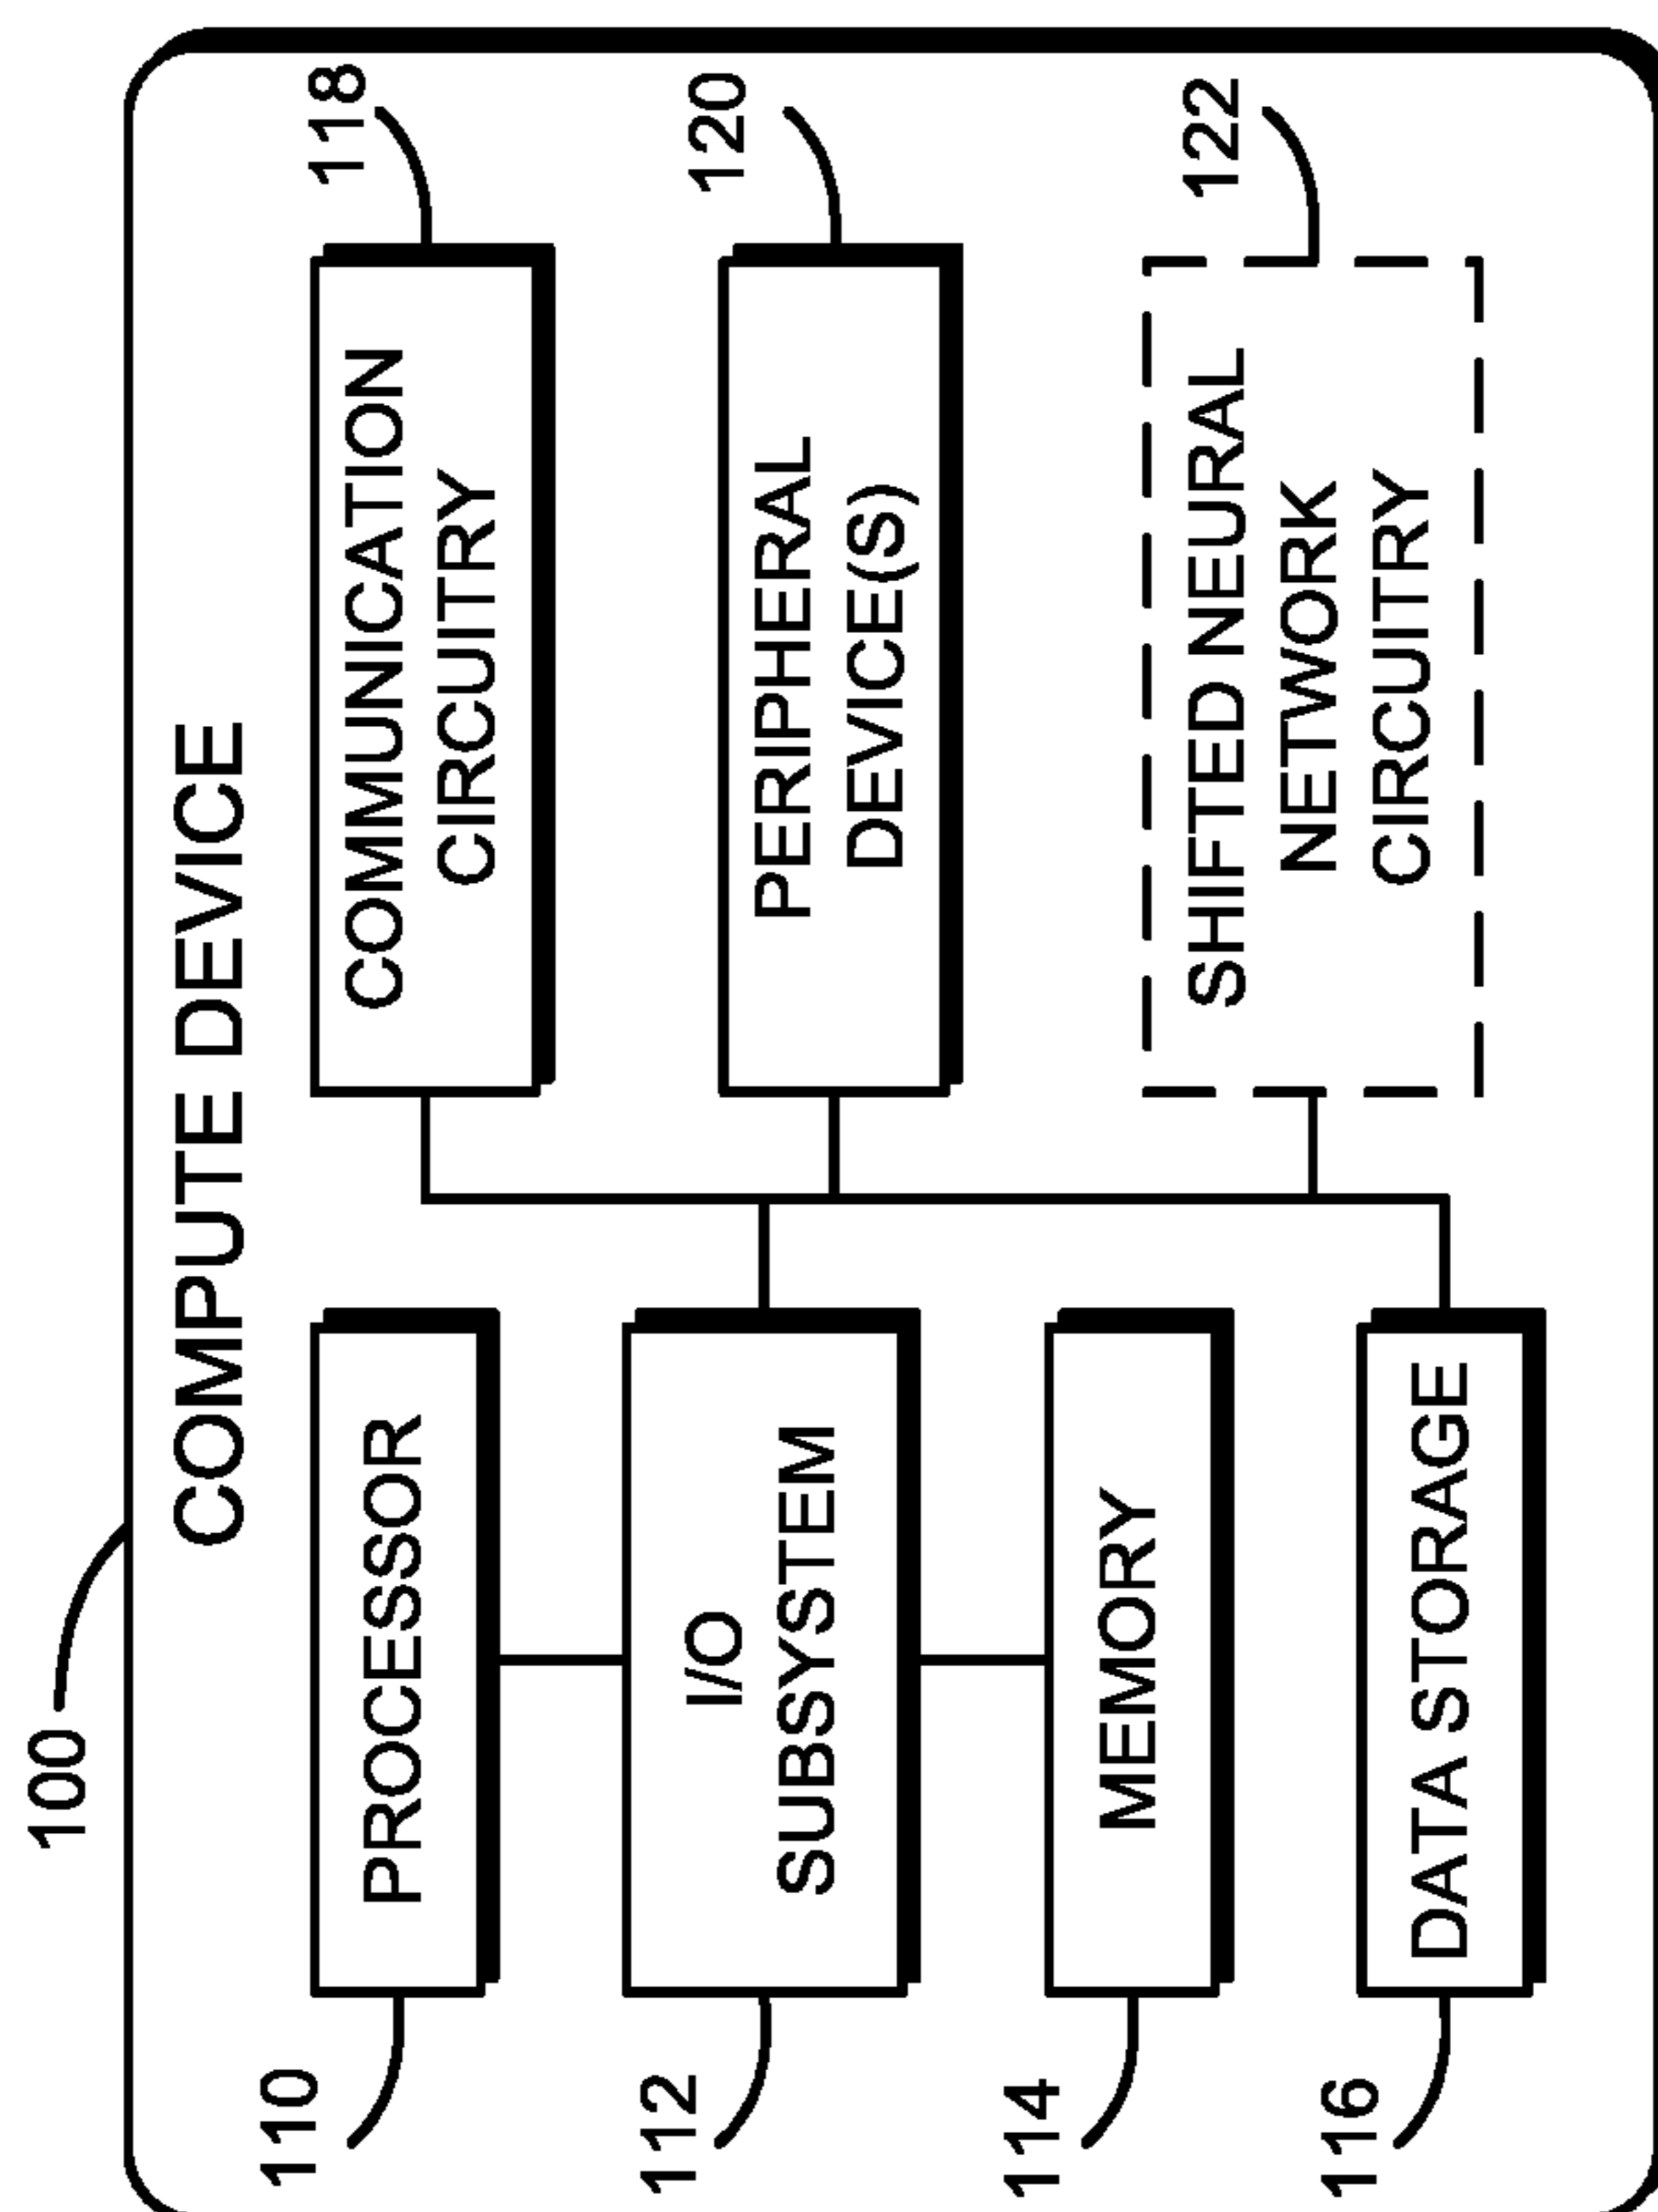 100
COMPUTE DEVICE
110
PROCESSOR
112
I/O
SUBSYSTEM
114
MEMORY
116
DATA STORAGE
118
COMMUNICATION
CIRCUITRY
120
PERIPHERAL
DEVICE(S)
122
SHIFTED NEURAL
NETWORK
CIRCUITRY